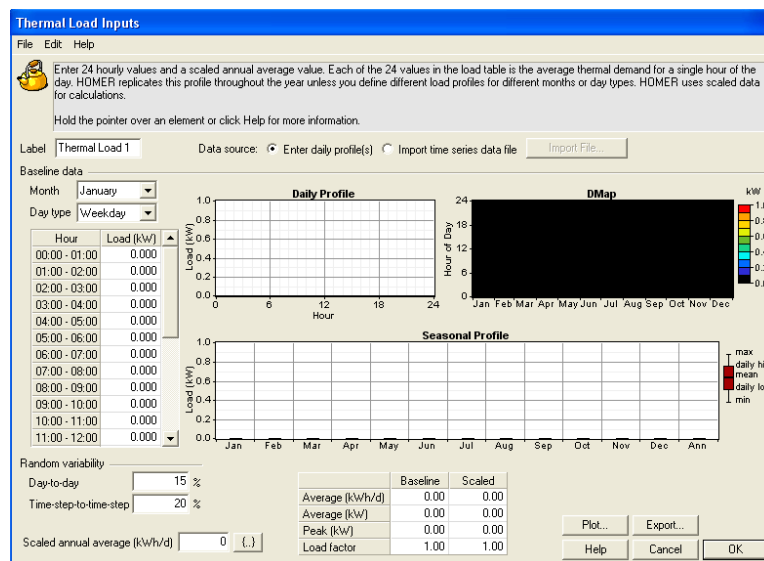 Thermal Load Inputs
File Edit Help
Enter 24 hourly values and a scaled annual average value. Each of the 24 values in the load table is the average thermal demand for a single hour of the
day. HOMER replicates this profile throughout the year unless you define different load profiles for different months or day types. HOMER uses scaled data
for calculations.
Hold the pointer over an element or click Help for more information.
Label Thermal Load 1 Data source: Enter daily profile(s) Import time series data file Import File...
Baseline data
Month January
Day type Weekday
Hour Load (kW)
00:00 - 01:00 0.000
01:00 - 02:00 0.000
02:00 - 03:00 0.000
03:00 - 04:00 0.000
04:00 - 05:00 0.000
05:00 - 06:00 0.000
06:00 - 07:00 0.000
07:00 - 08:00 0.000
08:00 - 09:00 0.000
09:00 - 10:00 0.000
10:00 - 11:00 0.000
11:00 - 12:00 0.000
Daily Profile
Load (kW)
1.0
0.8
0.6
0.4
0.2
0.0
0 6 12 18 24
Hour
DMap
Hour of Day
24
18
12
6
0
Jan Feb Mar Apr May Jun Jul Aug Sep Oct Nov Dec
kW
Seasonal Profile
Load (kW)
1.0
0.8
0.6
0.4
0.2
0.0
Jan Feb Mar Apr May Jun Jul Aug Sep Oct Nov Dec Ann
max
daily hi
mean
daily lo
min
Random variability
Day-to-day 15 %
Time-step-to-time-step 20 %
Scaled annual average (kWh/d) 0 {..}
Baseline Scaled
Average (kWh/d) 0.00 0.00
Average (kW) 0.00 0.00
Peak (kW) 0.00 0.00
Load factor 1.00 1.00
Plot... Export...
Help Cancel OK